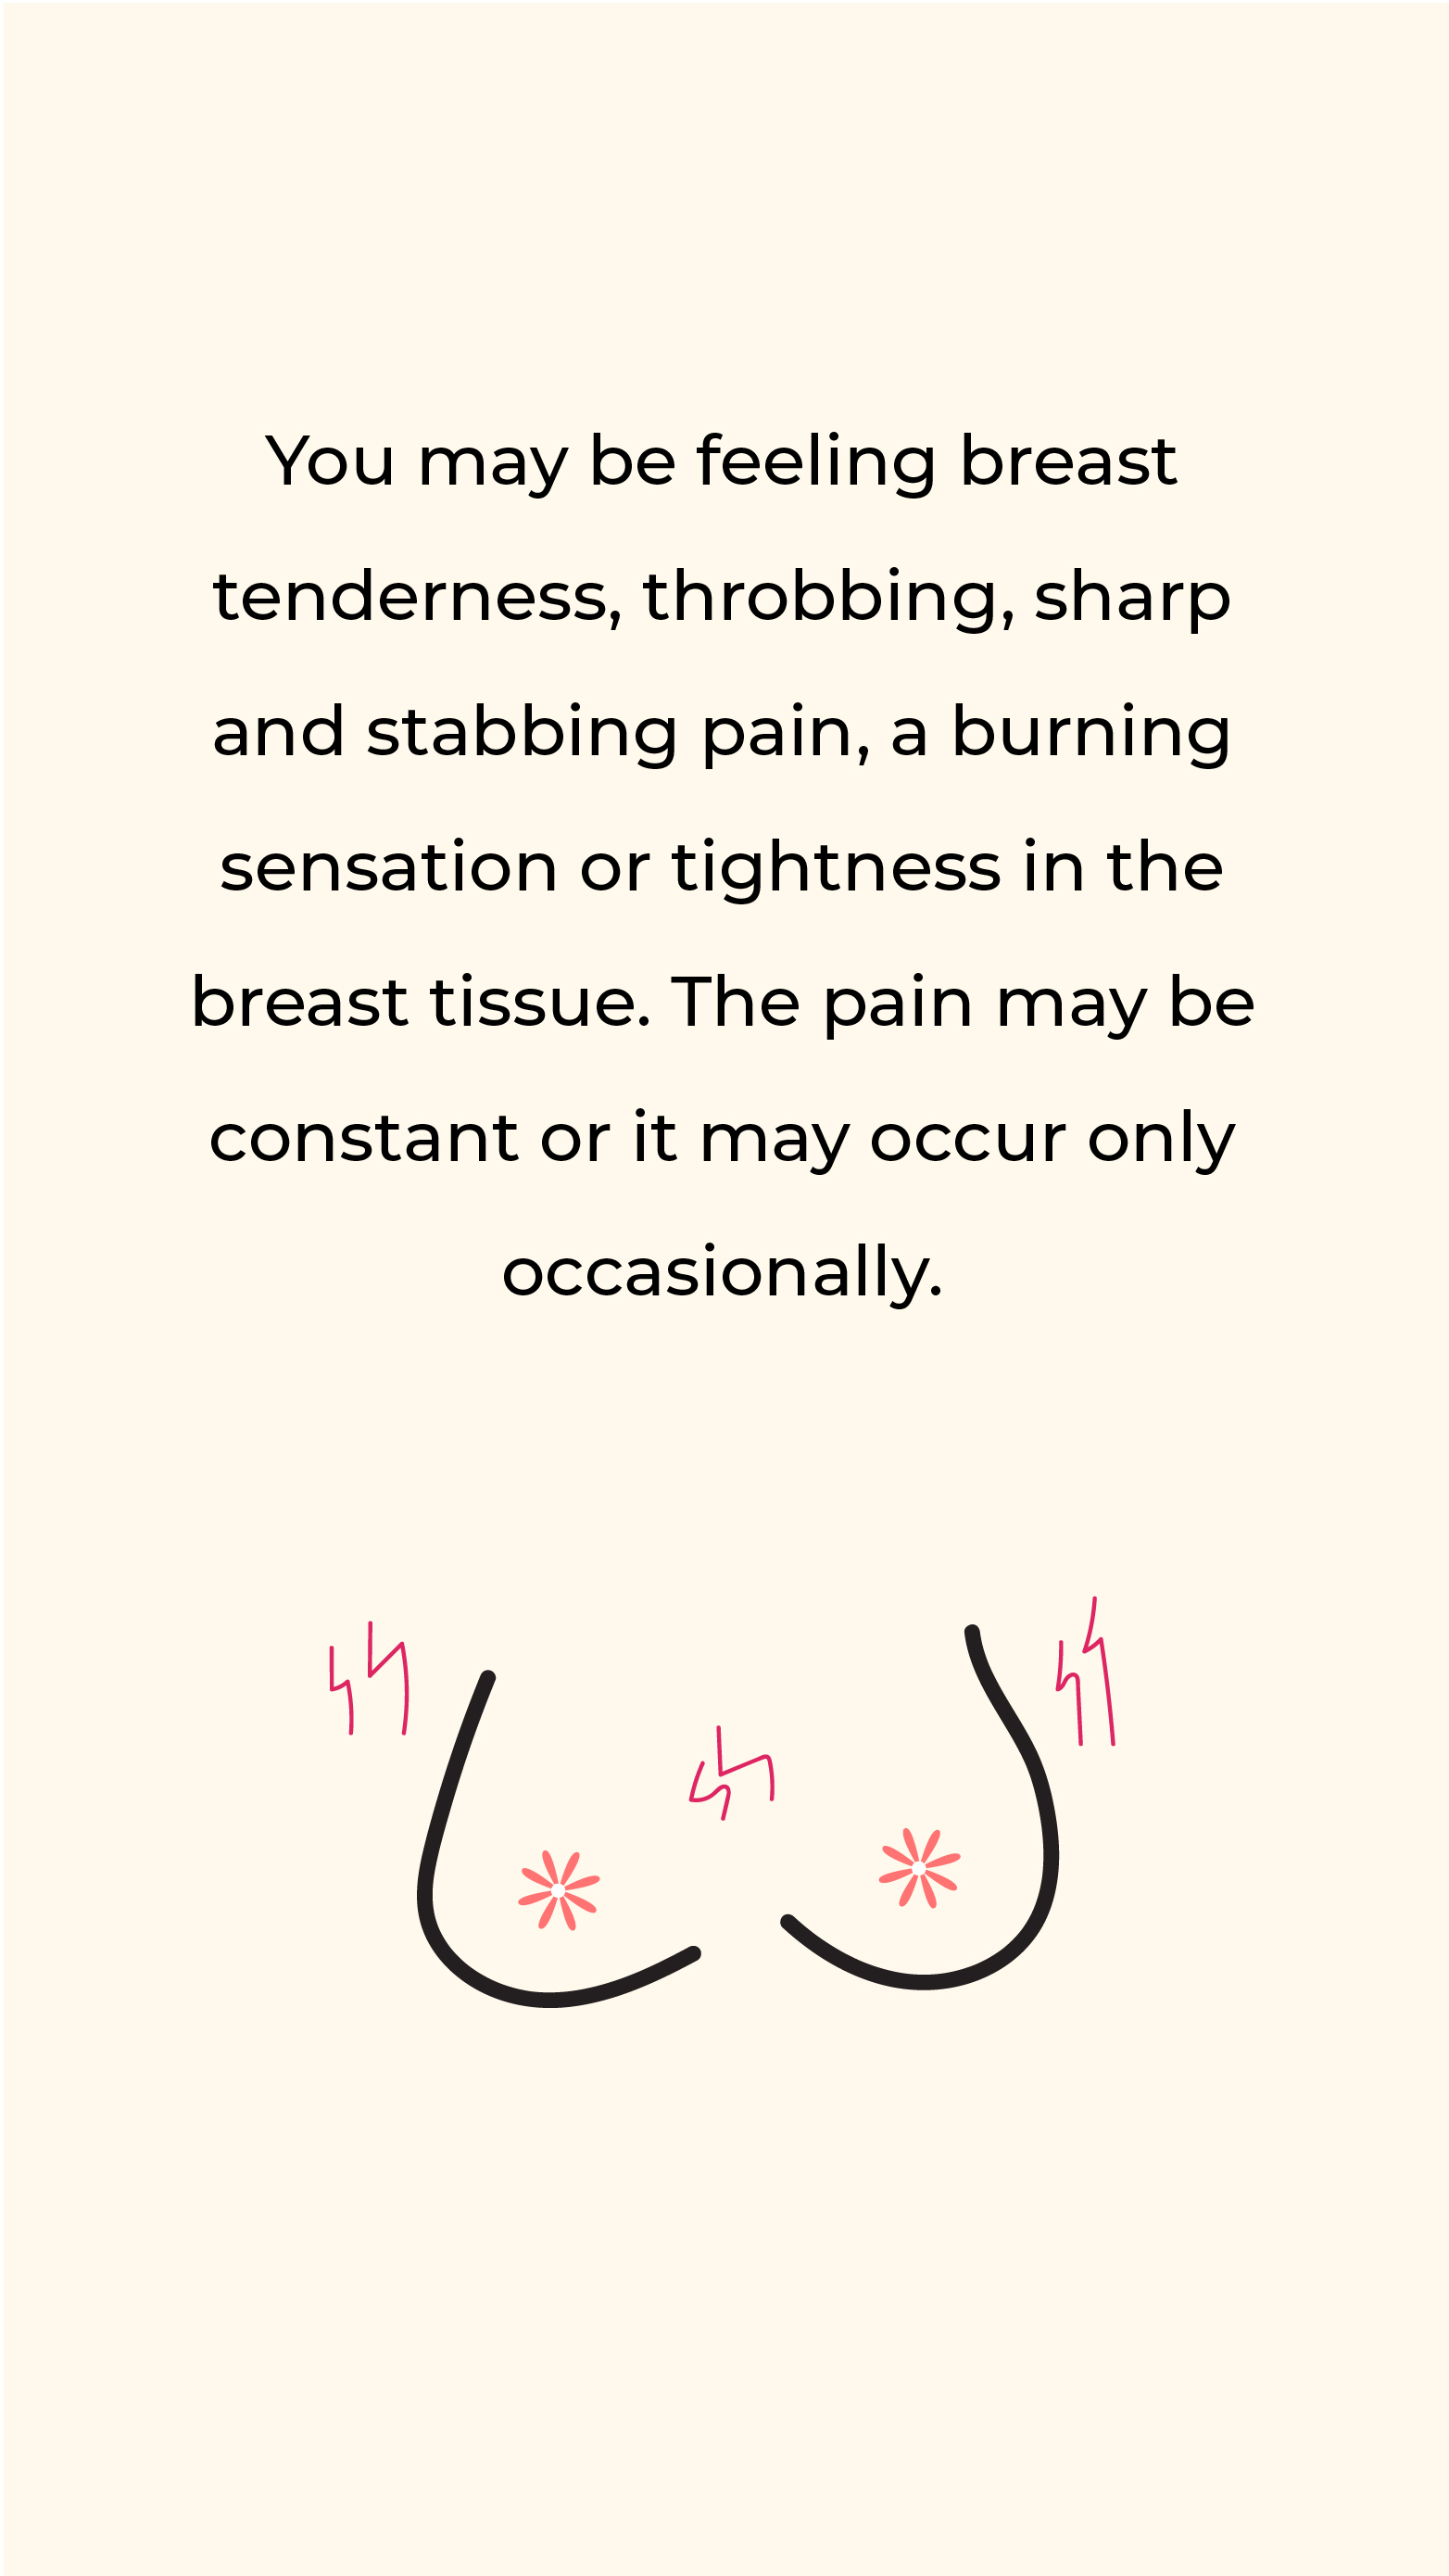 You may be feeling breast
tenderness, throbbing, sharp
and stabbing pain, a burning
sensation or tightness in the
breast tissue. The pain may be
constant or it may occur only
occasionally.